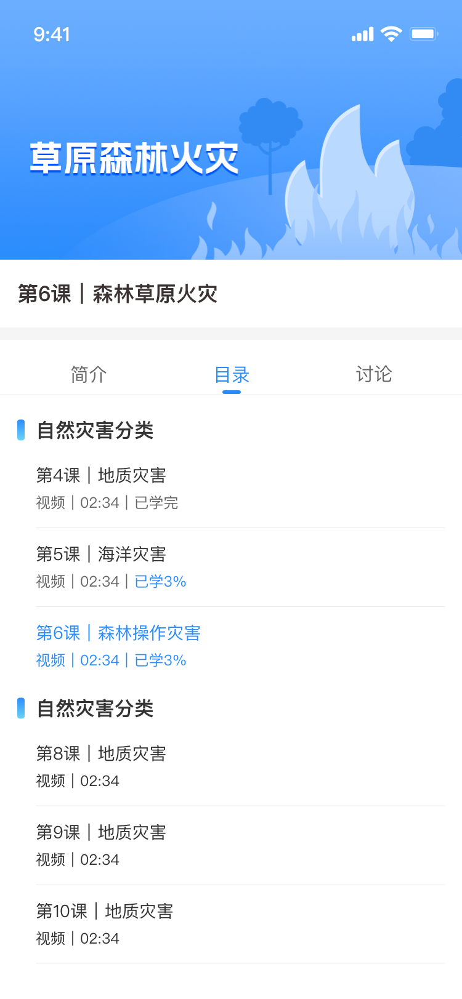 9:41
草原森林火灾
第6课｜森林草原火灾
简介 目录 讨论
自然灾害分类
第4课｜地质灾害
视频｜02:34｜已学完
第5课｜海洋灾害
视频｜02:34｜已学3%
第6课｜森林操作灾害
视频｜02:34｜已学3%
自然灾害分类
第8课｜地质灾害
视频｜02:34
第9课｜地质灾害
视频｜02:34
第10课｜地质灾害
视频｜02:34